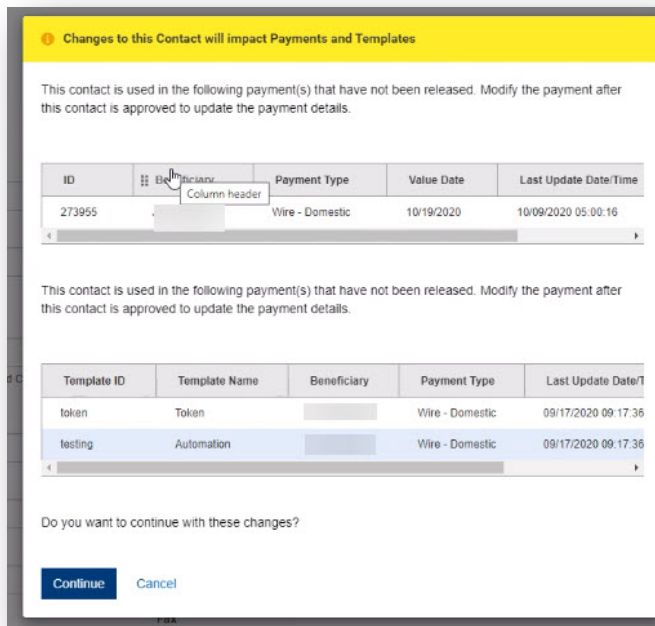 Changes to this Contact will impact Payments and Templates
This contact is used in the following payment(s) that have not been released. Modify the payment after
this contact is approved to update the payment details.
ID Beneficiary Payment Type Value Date Last Update Date/Time
Column header
273955 Wire - Domestic 10/19/2020 10/09/2020 05:00:16
This contact is used in the following payment(s) that have not been released. Modify the payment after
this contact is approved to update the payment details.
Template ID Template Name Beneficiary Payment Type Last Update Date/T
token Token Wire - Domestic 09/17/2020 09:17:36
testing Automation Wire - Domestic 09/17/2020 09:17:36
Do you want to continue with these changes?
Continue Cancel
Fax